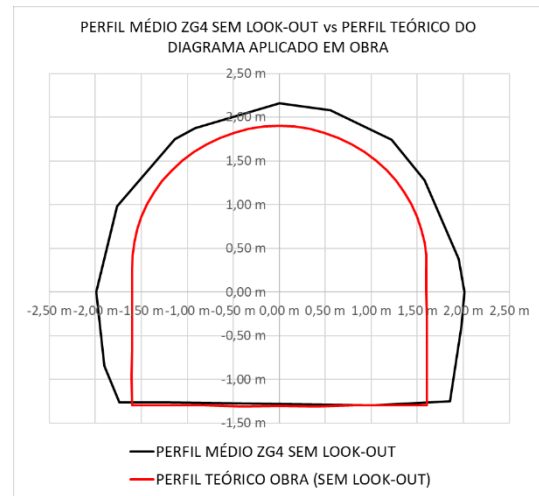 PERFIL MÉDIO ZG4 SEM LOOK-OUT vs PERFIL TEÓRICO DO
DIAGRAMA APLICADO EM OBRA
2,50 m
2,00 m
1,50 m
1,00 m
0,50 m
0,00 m
-2,50 m -2,00 m -1,50 m -1,00 m -0,50 m 0,00 m 0,50 m 1,00 m 1,50 m 2,00 m 2,50 m
-0,50 m
-1,00 m
-1,50 m
PERFIL MÉDIO ZG4 SEM LOOK-OUT
PERFIL TEÓRICO OBRA (SEM LOOK-OUT)